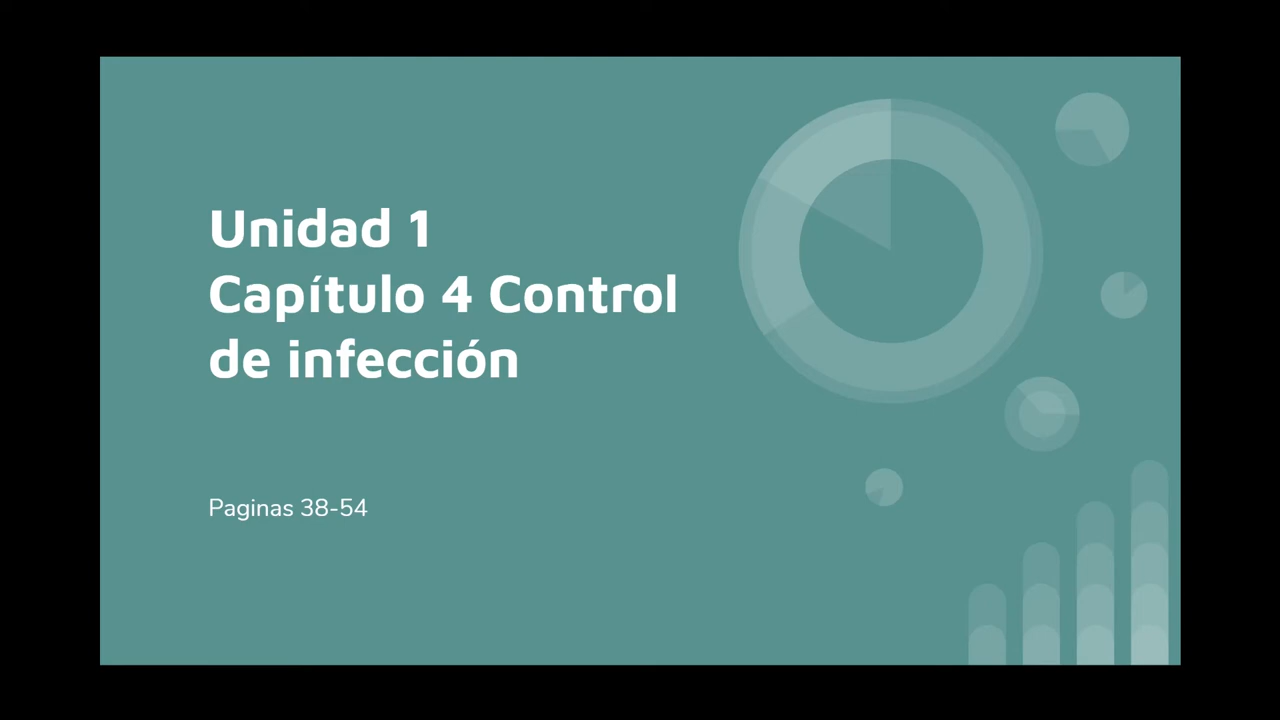 Unidad 1
Capítulo 4 Control
de infección
Paginas 38-54